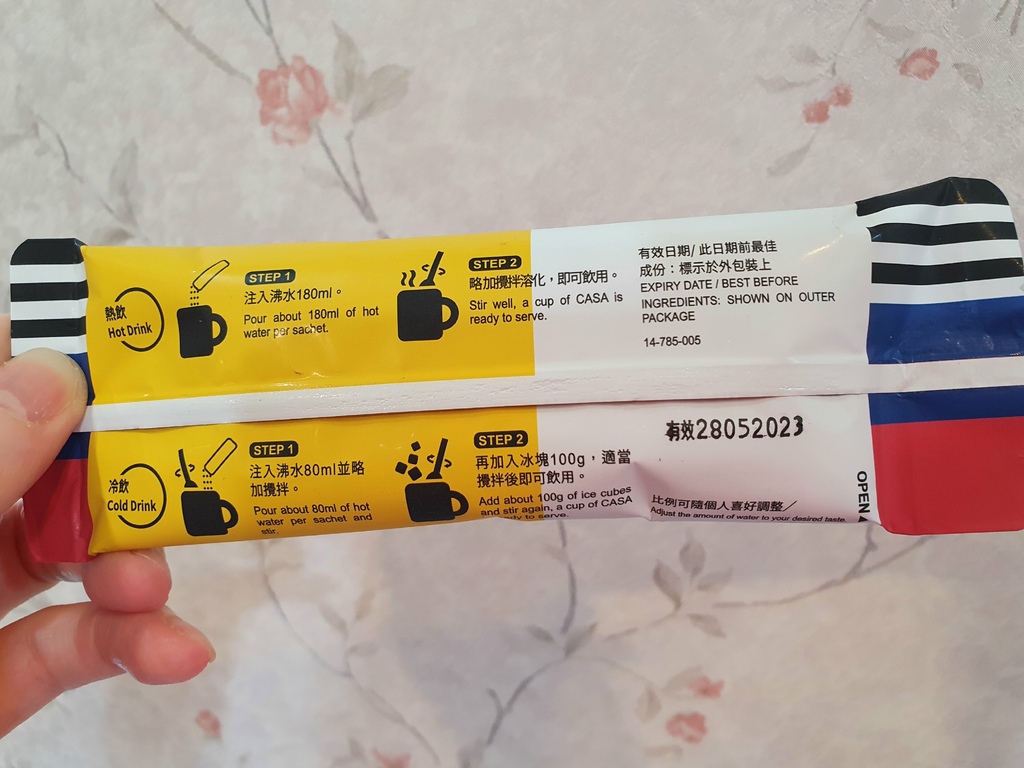 熱飲
Hot Drink
STEP 1
注入沸水180ml。
Pour about 180ml of hot
water per sachet.
STEP 2
略加攪拌溶化，即可飲用。
Stir well, a cup of CASA is
ready to serve.
有效日期/ 此日期前最佳
成份：標示於外包裝上
EXPIRY DATE / BEST BEFORE
INGREDIENTS: SHOWN ON OUTER
PACKAGE
14-785-005
冷飲
Cold Drink
STEP 1
注入沸水80ml並略
加攪拌。
Pour about 80ml of hot
water per sachet and
stir.
STEP 2
再加入冰塊100g，適當
攪拌後即可飲用。
Add about 100g of ice cubes
and stir again, a cup of CASA
ready to serve.
有效28052023
比例可隨個人喜好調整／
Adjust the amount of water to your desired taste.
OPEN